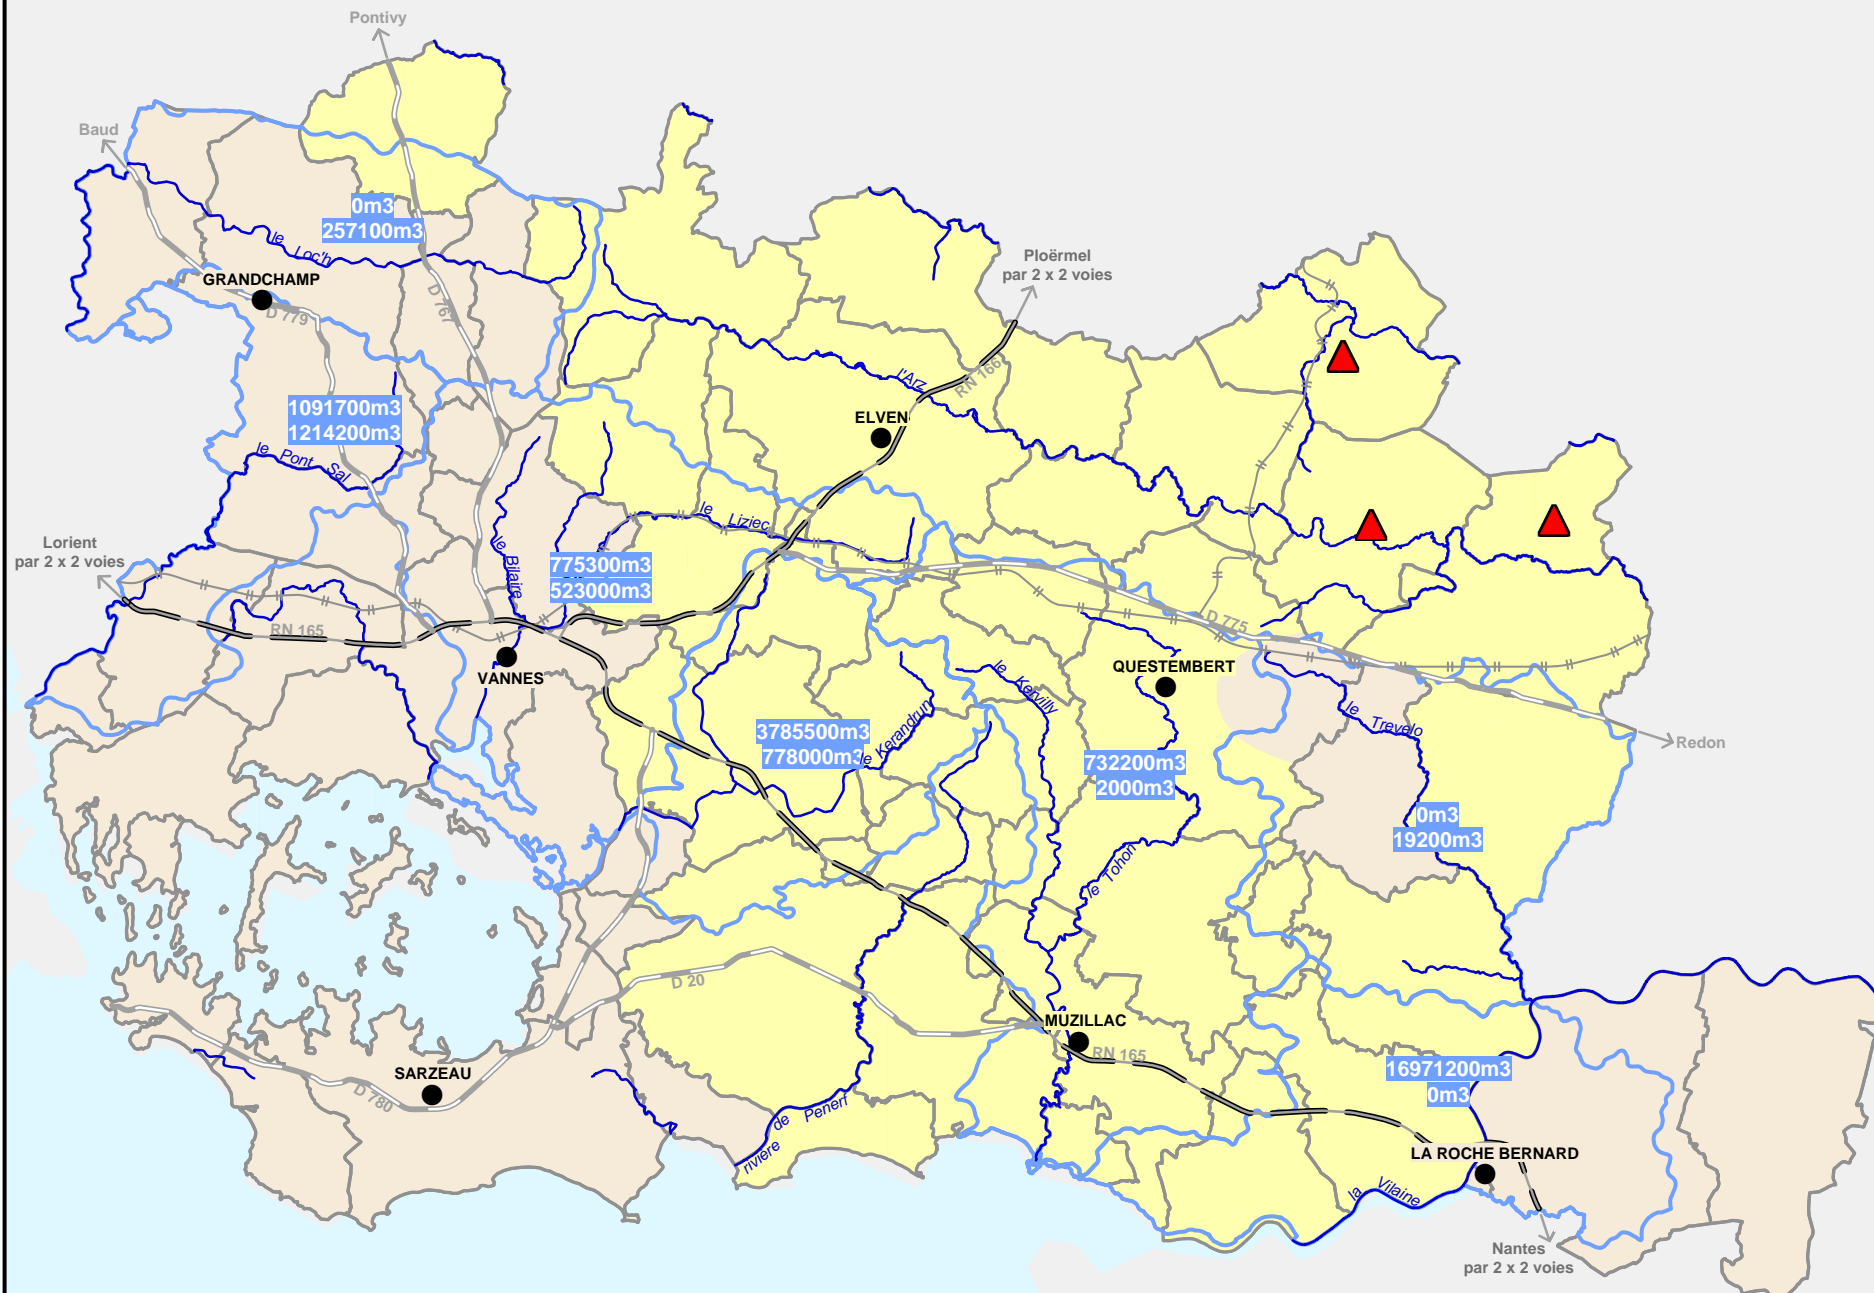 Pontivy
Baud
0m3
257100m3
le Loc'h
GRANDCHAMP
D 779
D 767
Ploërmel
par 2 x 2 voies
l'Arz
RN 166
ELVEN
1091700m3
1214200m3
le Pont Sal
le Liziec
Lorient
par 2 x 2 voies
le Bilaire
775300m3
523000m3
RN 165
VANNES
D 775
QUESTEMBERT
le Kervilly
le Trevelo
Redon
3785500m3
778000m3
le Kerandrun
732200m3
2000m3
0m3
19200m3
le Tohon
D 20
MUZILLAC
RN 165
16971200m3
0m3
SARZEAU
D 780
rivière de Penerf
LA ROCHE BERNARD
la Vilaine
Nantes
par 2 x 2 voies